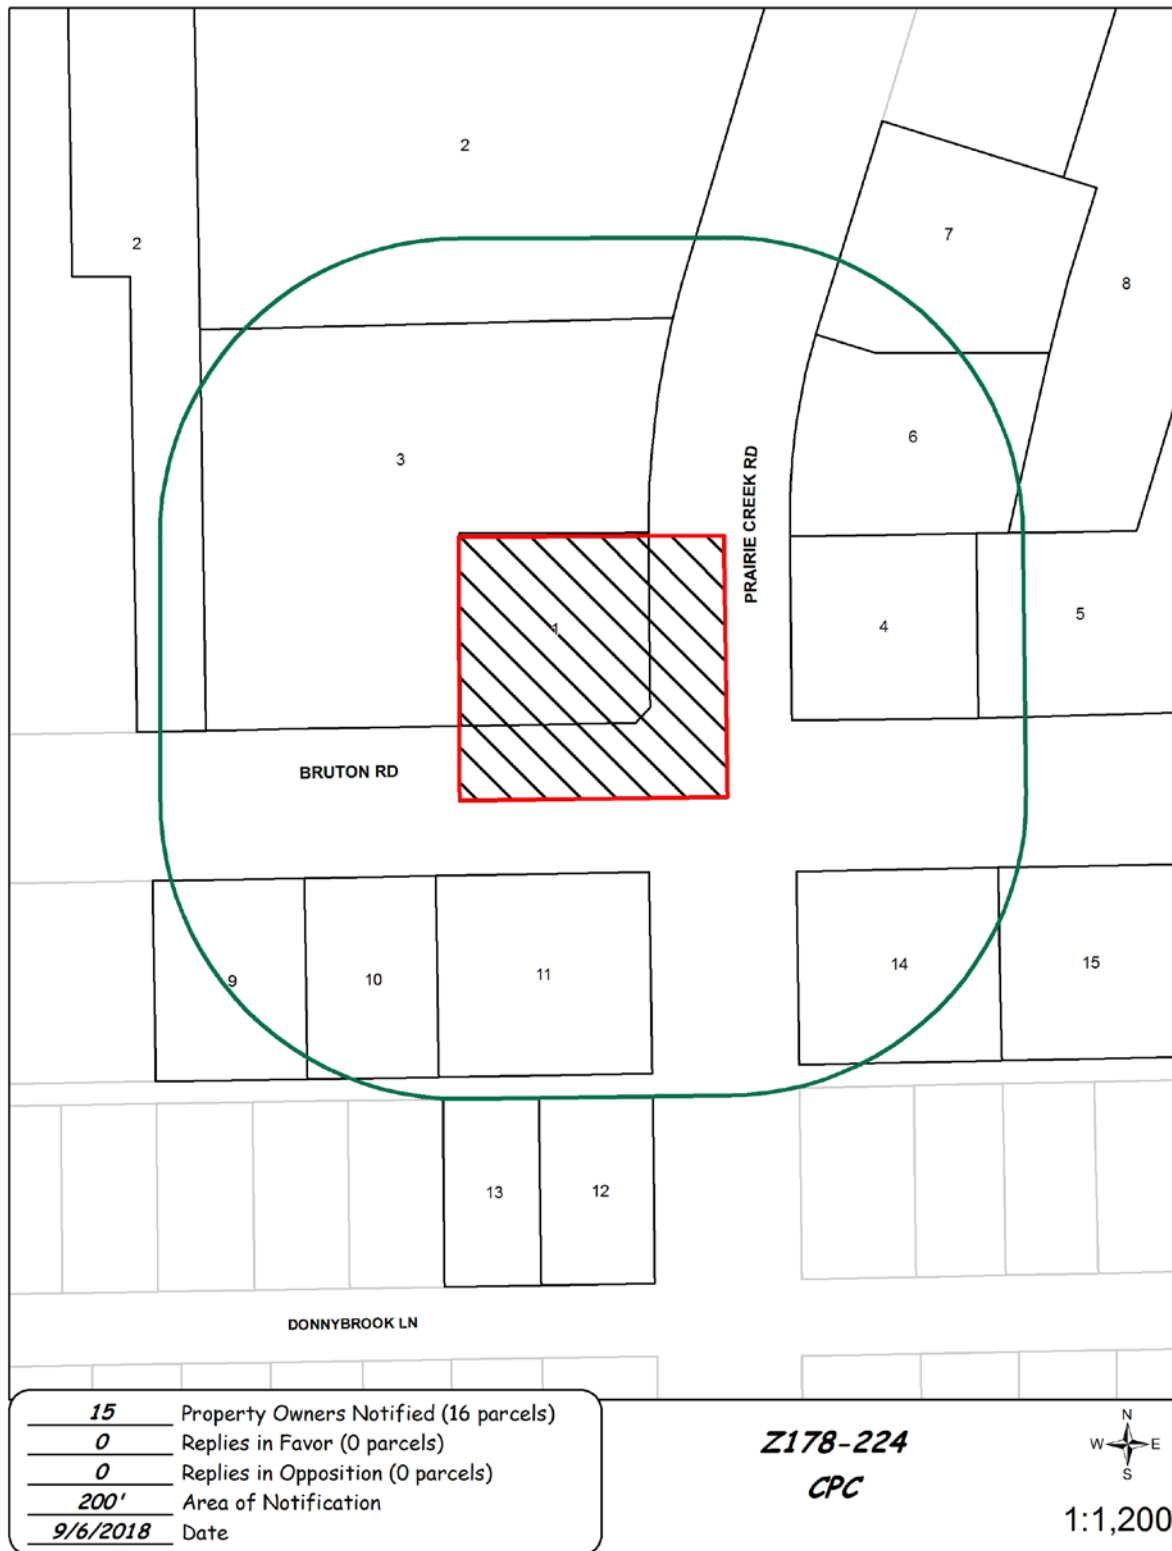 2
2
7
8
3
6
PRAIRIE CREEK RD
1
4
5
BRUTON RD
9
10
11
14
15
13
12
DONNYBROOK LN
15 Property Owners Notified (16 parcels)
0 Replies in Favor (0 parcels)
0 Replies in Opposition (0 parcels)
200' Area of Notification
9/6/2018 Date
Z178-224
CPC
N
W E
S
1:1,200